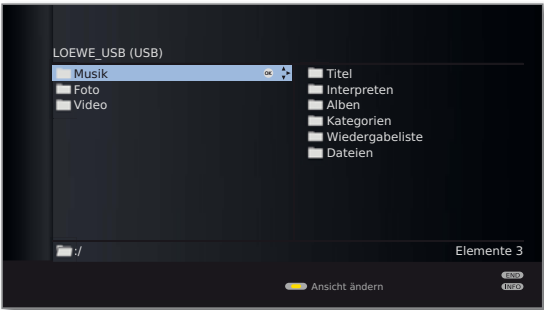 LOEWE_USB (USB)
Musik OK
Foto
Video
Titel
Interpreten
Alben
Kategorien
Wiedergabeliste
Dateien
:/ Elemente 3
END
Ansicht ändern INFO